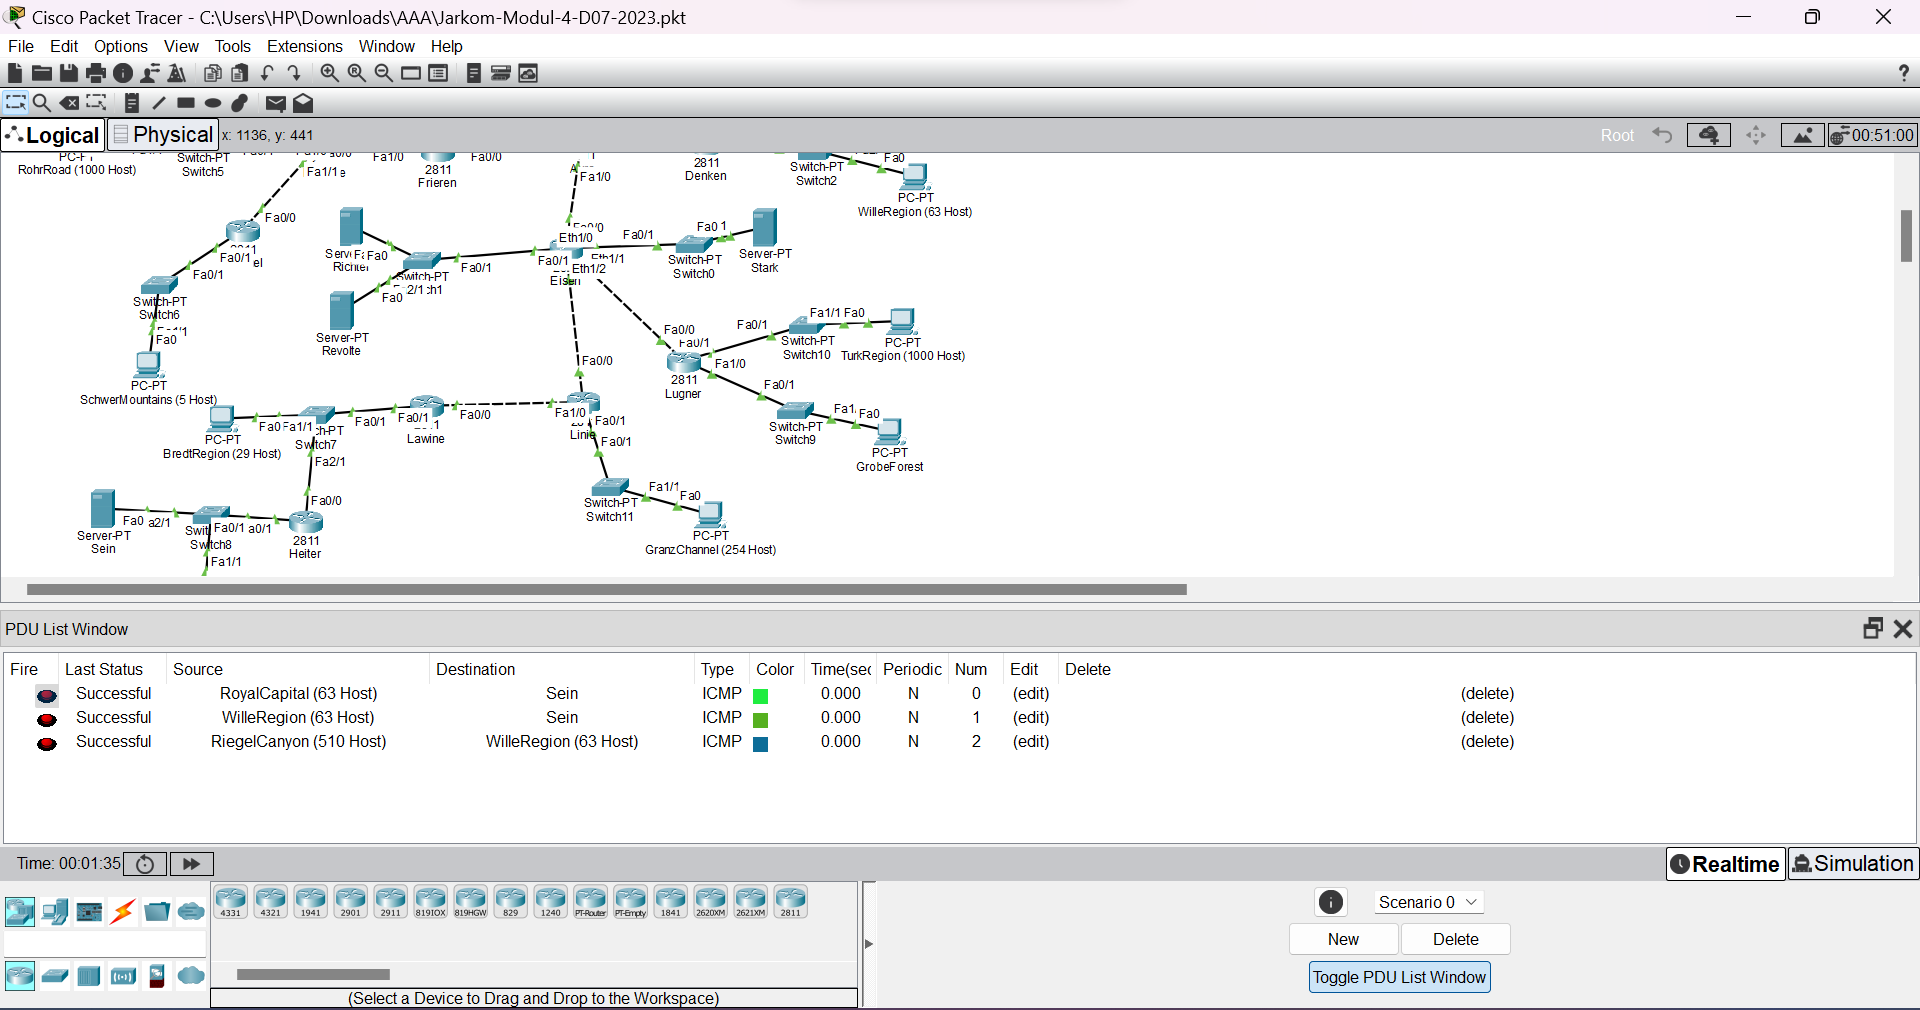 Cisco Packet Tracer - C:\Users\HP\Downloads\AAA\Jarkom-Modul-4-D07-2023.pkt
File Edit Options View Tools Extensions Window Help
Logical Physical x: 1136, y: 441 Root 00:51:00
RohrRoad (1000 Host)
Switch-PT
Switch5
Fa1/1
Fa1/0
2811
Frieren
Fa0/0
Fa1/0
2811
Denken
Switch-PT
Switch2
Fa0
PC-PT
WilleRegion (63 Host)
Fa0/0
Fa0/1
Fa0/1
Switch-PT
Switch6
Fa0
PC-PT
SchwerMountains (5 Host)
Fa0
Richter
Switch-PT
Fa0/1
Fa0
Server-PT
Revolte
Eth1/0
Fa0/1
Eth1/1
Eth1/2
Eisen
Fa0/1
Switch-PT
Switch0
Fa0
Server-PT
Stark
Fa0/0
Fa0/1
Fa1/0
2811
Lugner
Fa0/1
Switch-PT
Switch10
Fa1/1 Fa0
PC-PT
TurkRegion (1000 Host)
Fa0/1
Switch-PT
Switch9
Fa0
PC-PT
GrobeForest
Fa0/0
Fa1/0
Fa0/1
Linie
Fa0/1
Switch-PT
Switch11
Fa1/1
Fa0
PC-PT
GranzChannel (254 Host)
Fa0/0
Fa0/1
Lawine
Fa0/1
Switch7
Fa1/1
Fa2/1
PC-PT
BredtRegion (29 Host)
Fa0/0
2811
Heiter
Fa0/1
Switch8
Fa1/1
Fa0
Server-PT
Sein
PDU List Window
Fire Last Status Source Destination Type Color Time(sec Periodic Num Edit Delete
Successful RoyalCapital (63 Host) Sein ICMP 0.000 N 0 (edit) (delete)
Successful WilleRegion (63 Host) Sein ICMP 0.000 N 1 (edit) (delete)
Successful RiegelCanyon (510 Host) WilleRegion (63 Host) ICMP 0.000 N 2 (edit) (delete)
Time: 00:01:35 Realtime Simulation
4331 4321 1941 2901 2911 819IOX 819HGW 829 1240 PT-Router PT-Empty 1841 2620XM 2621XM 2811
Scenario 0
New Delete
Toggle PDU List Window
(Select a Device to Drag and Drop to the Workspace)